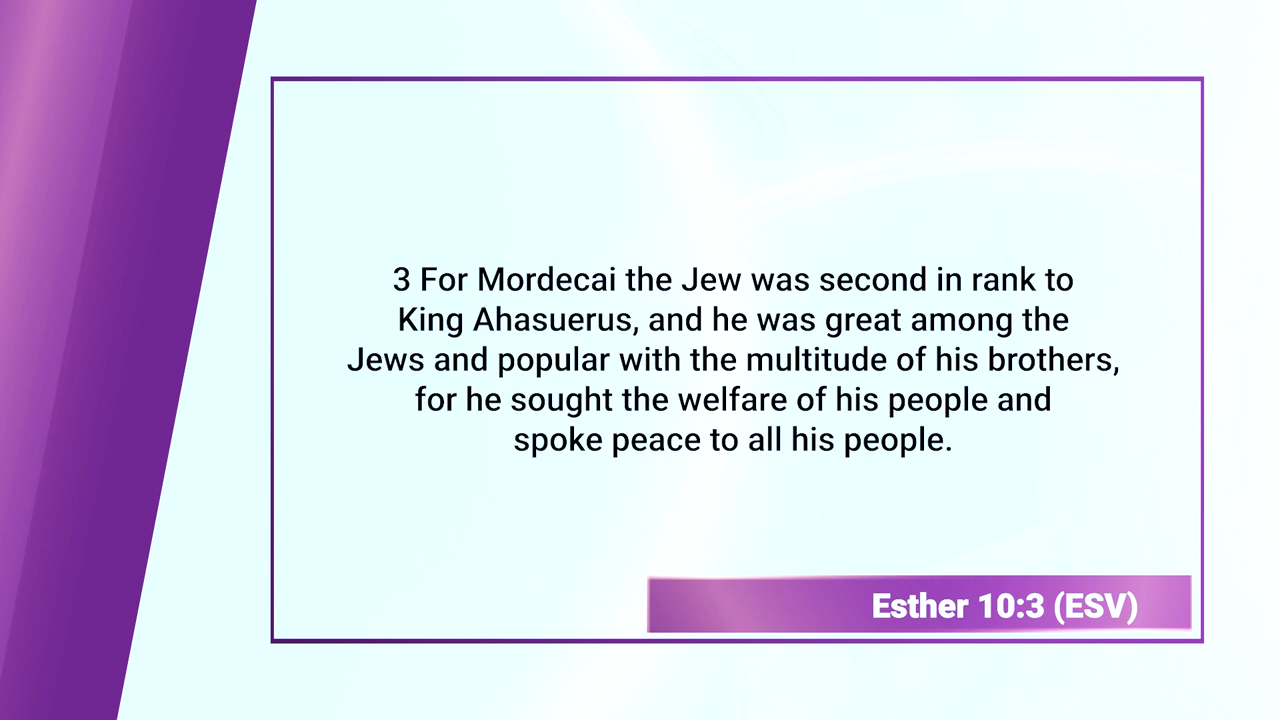 3 For Mordecai the Jew was second in rank to
King Ahasuerus, and he was great among the
Jews and popular with the multitude of his brothers,
for he sought the welfare of his people and
spoke peace to all his people.
Esther 10:3 (ESV)